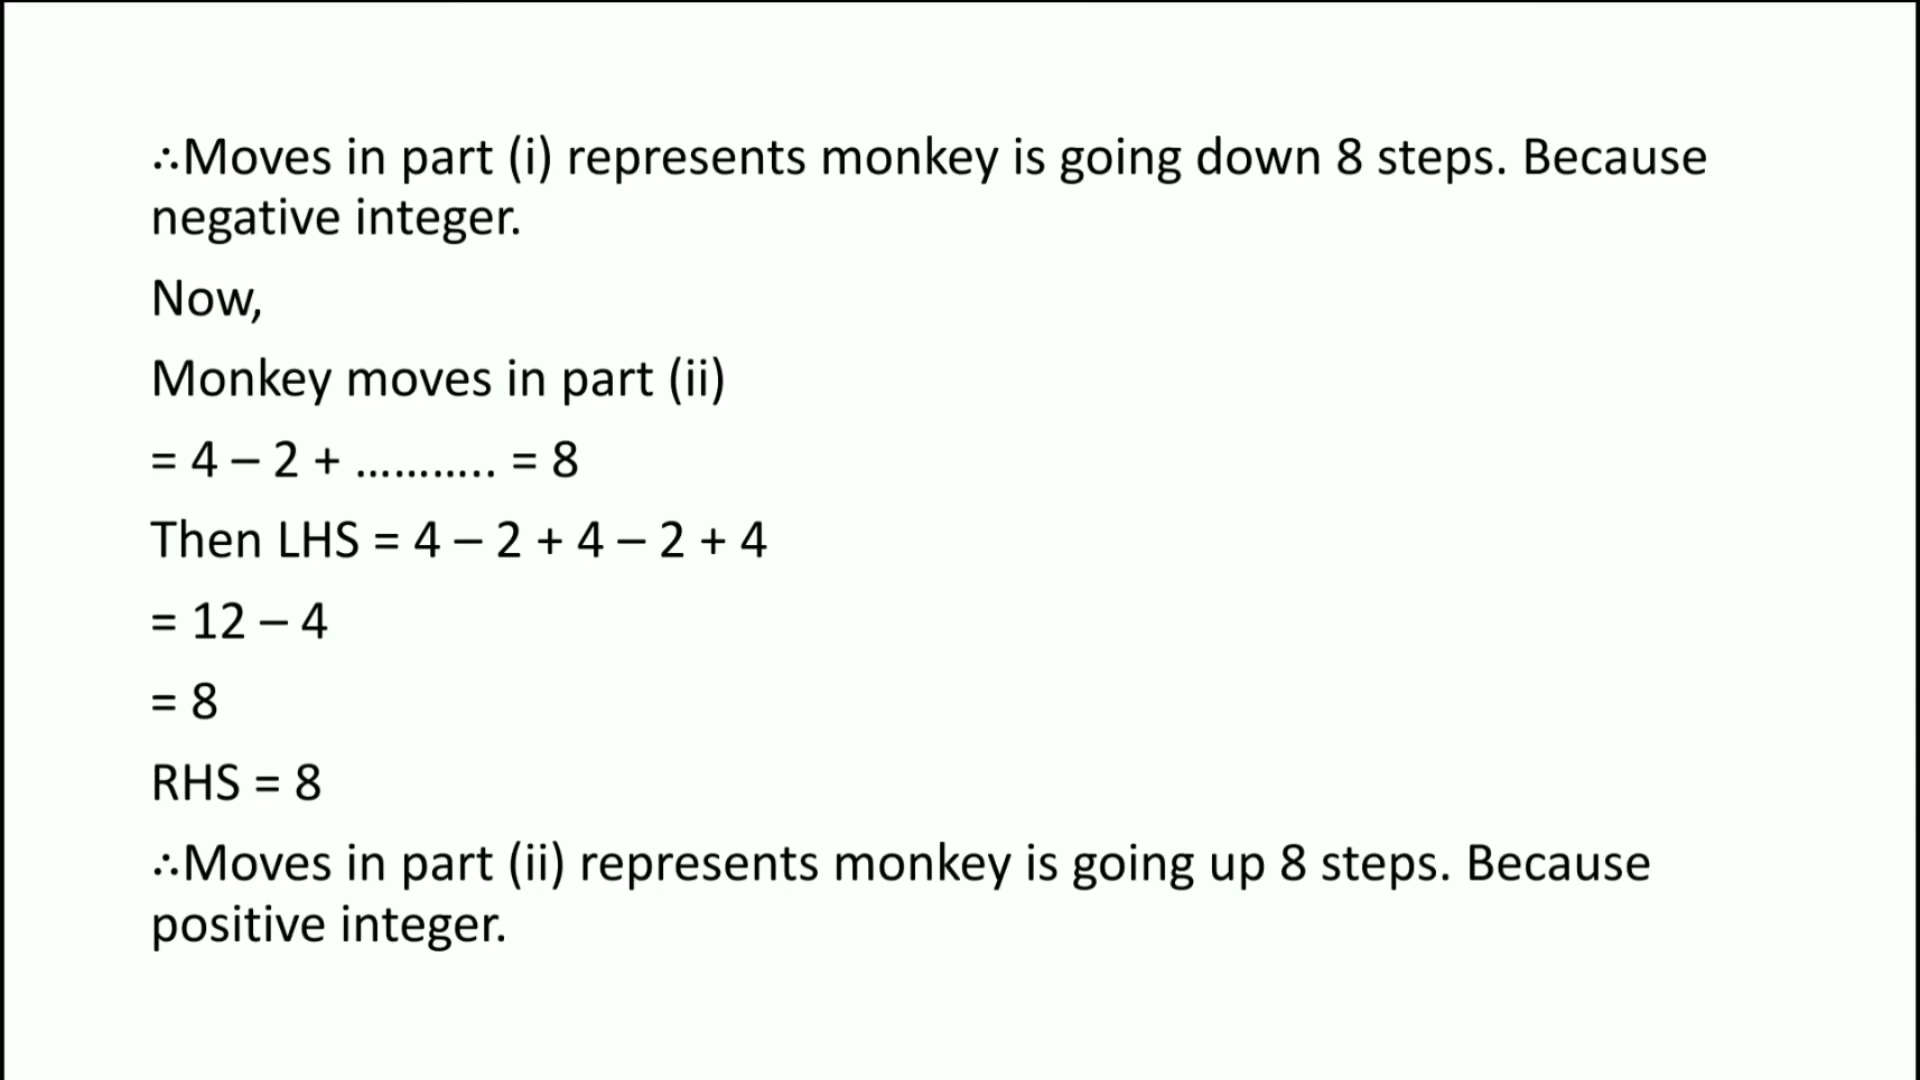 ∴Moves in part (i) represents monkey is going down 8 steps. Because
negative integer.
Now,
Monkey moves in part (ii)
= 4 – 2 + ……….. = 8
Then LHS = 4 – 2 + 4 – 2 + 4
= 12 – 4
= 8
RHS = 8
∴Moves in part (ii) represents monkey is going up 8 steps. Because
positive integer.